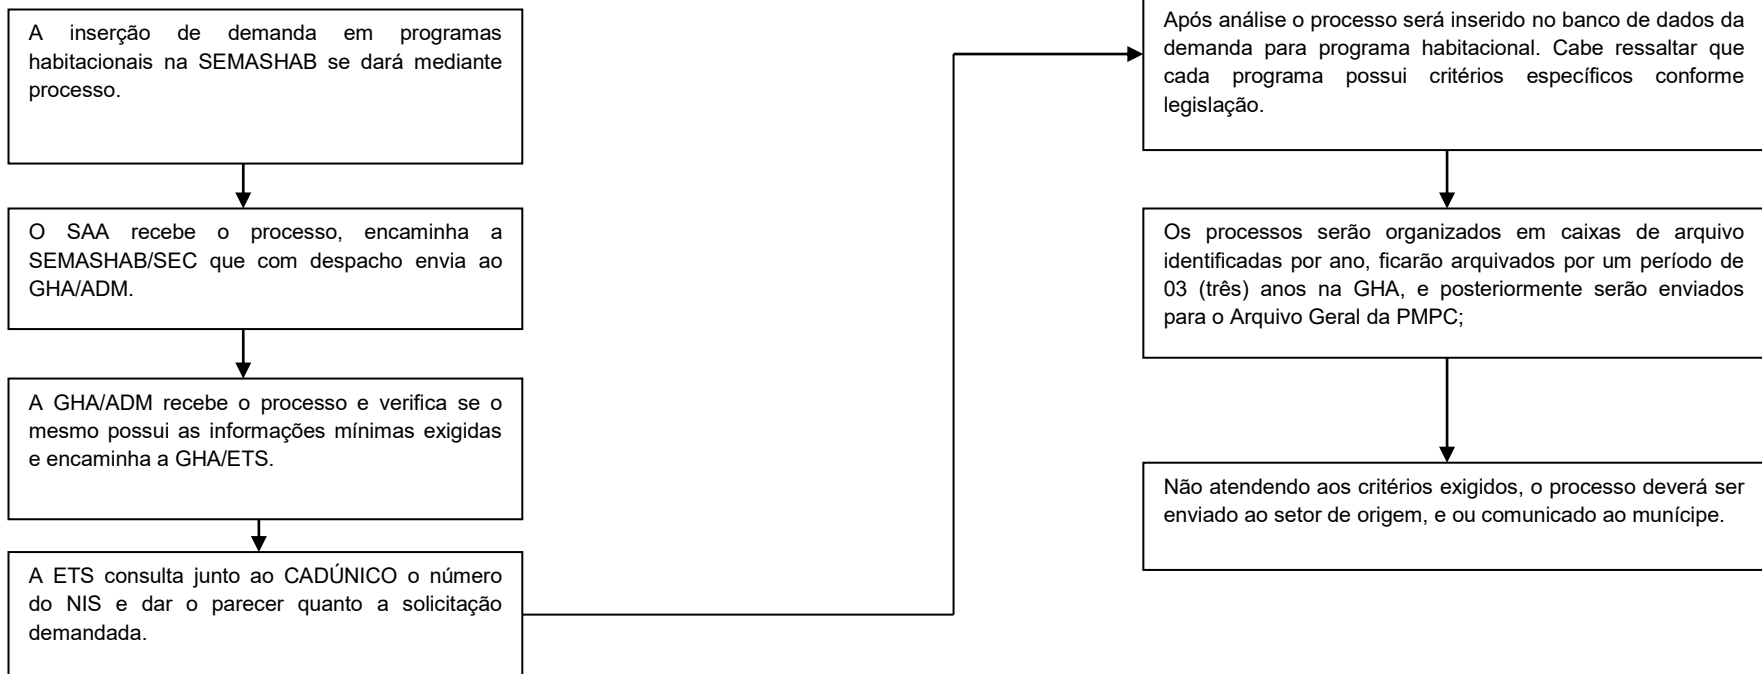 A inserção de demanda em programas
habitacionais na SEMASHAB se dará mediante
processo.
O SAA recebe o processo, encaminha a
SEMASHAB/SEC que com despacho envia ao
GHA/ADM.
A GHA/ADM recebe o processo e verifica se o
mesmo possui as informações mínimas exigidas
e encaminha a GHA/ETS.
A ETS consulta junto ao CADÚNICO o número
do NIS e dar o parecer quanto a solicitação
demandada.
Após análise o processo será inserido no banco de dados da
demanda para programa habitacional. Cabe ressaltar que
cada programa possui critérios específicos conforme
legislação.
Os processos serão organizados em caixas de arquivo
identificadas por ano, ficarão arquivados por um período de
03 (três) anos na GHA, e posteriormente serão enviados
para o Arquivo Geral da PMPC;
Não atendendo aos critérios exigidos, o processo deverá ser
enviado ao setor de origem, e ou comunicado ao munícipe.